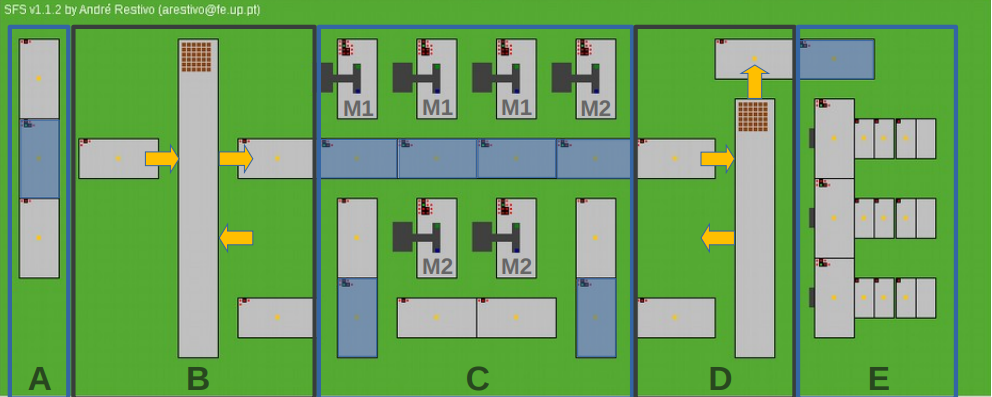 SFS v1.1.2 by André Restivo (arestivo@fe.up.pt)
M1 M1 M1 M2
M2 M2
A B C D E